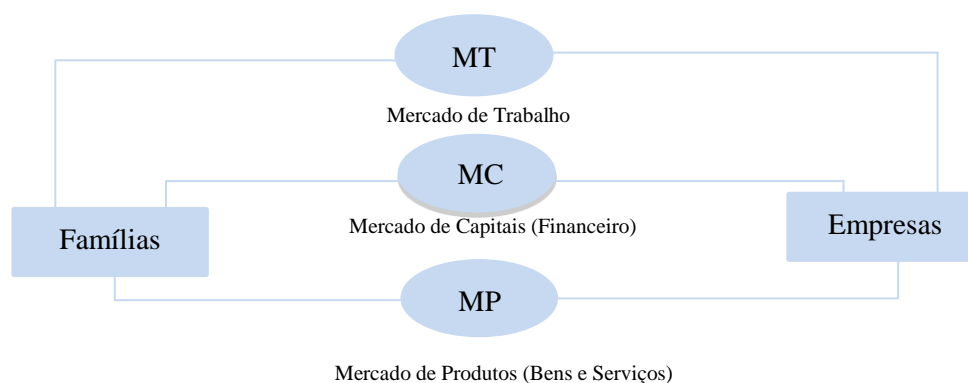 MT
Mercado de Trabalho
MC
Mercado de Capitais (Financeiro)
Famílias
Empresas
MP
Mercado de Produtos (Bens e Serviços)